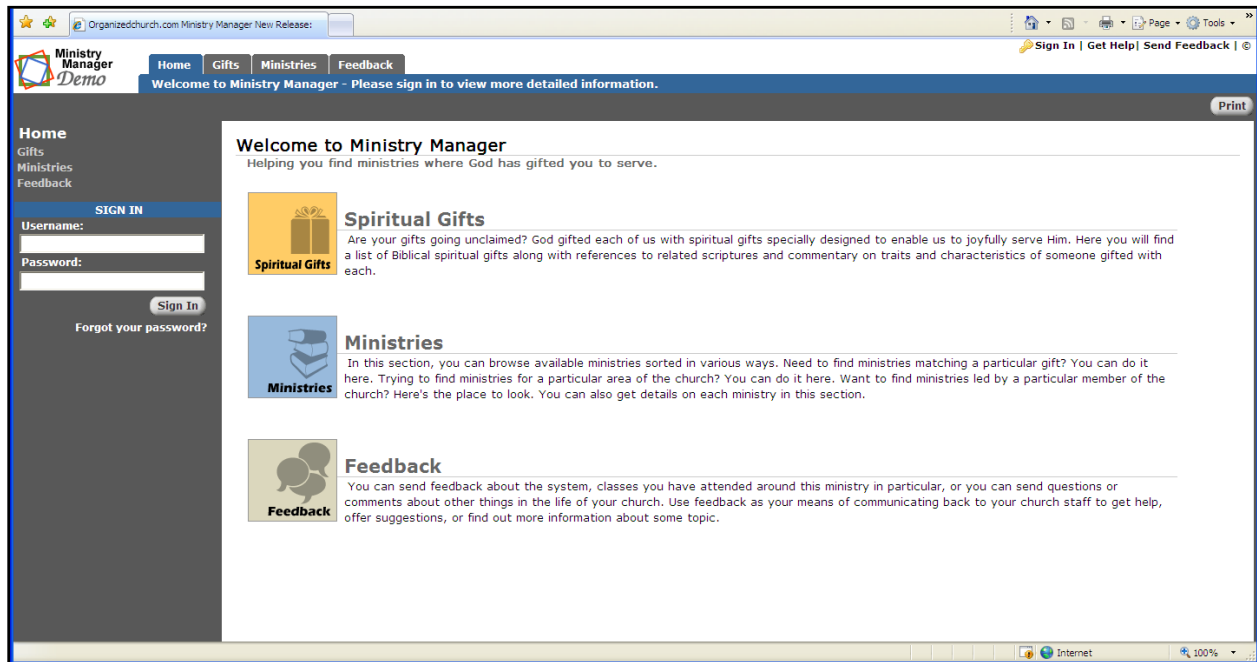 Organizedchurch.com Ministry Manager New Release:
Page
Tools
»
Sign In | Get Help| Send Feedback | ©
Ministry
Manager
Demo
Home
Gifts
Ministries
Feedback
Welcome to Ministry Manager - Please sign in to view more detailed information.
Print
Home
Gifts
Ministries
Feedback
SIGN IN
Username:
Password:
Sign In
Forgot your password?
Welcome to Ministry Manager
Helping you find ministries where God has gifted you to serve.
Spiritual Gifts
Spiritual Gifts
Are your gifts going unclaimed? God gifted each of us with spiritual gifts specially designed to enable us to joyfully serve Him. Here you will find
a list of Biblical spiritual gifts along with references to related scriptures and commentary on traits and characteristics of someone gifted with
each.
Ministries
Ministries
In this section, you can browse available ministries sorted in various ways. Need to find ministries matching a particular gift? You can do it
here. Trying to find ministries for a particular area of the church? You can do it here. Want to find ministries led by a particular member of the
church? Here's the place to look. You can also get details on each ministry in this section.
Feedback
Feedback
You can send feedback about the system, classes you have attended around this ministry in particular, or you can send questions or
comments about other things in the life of your church. Use feedback as your means of communicating back to your church staff to get help,
offer suggestions, or find out more information about some topic.
Internet
100%